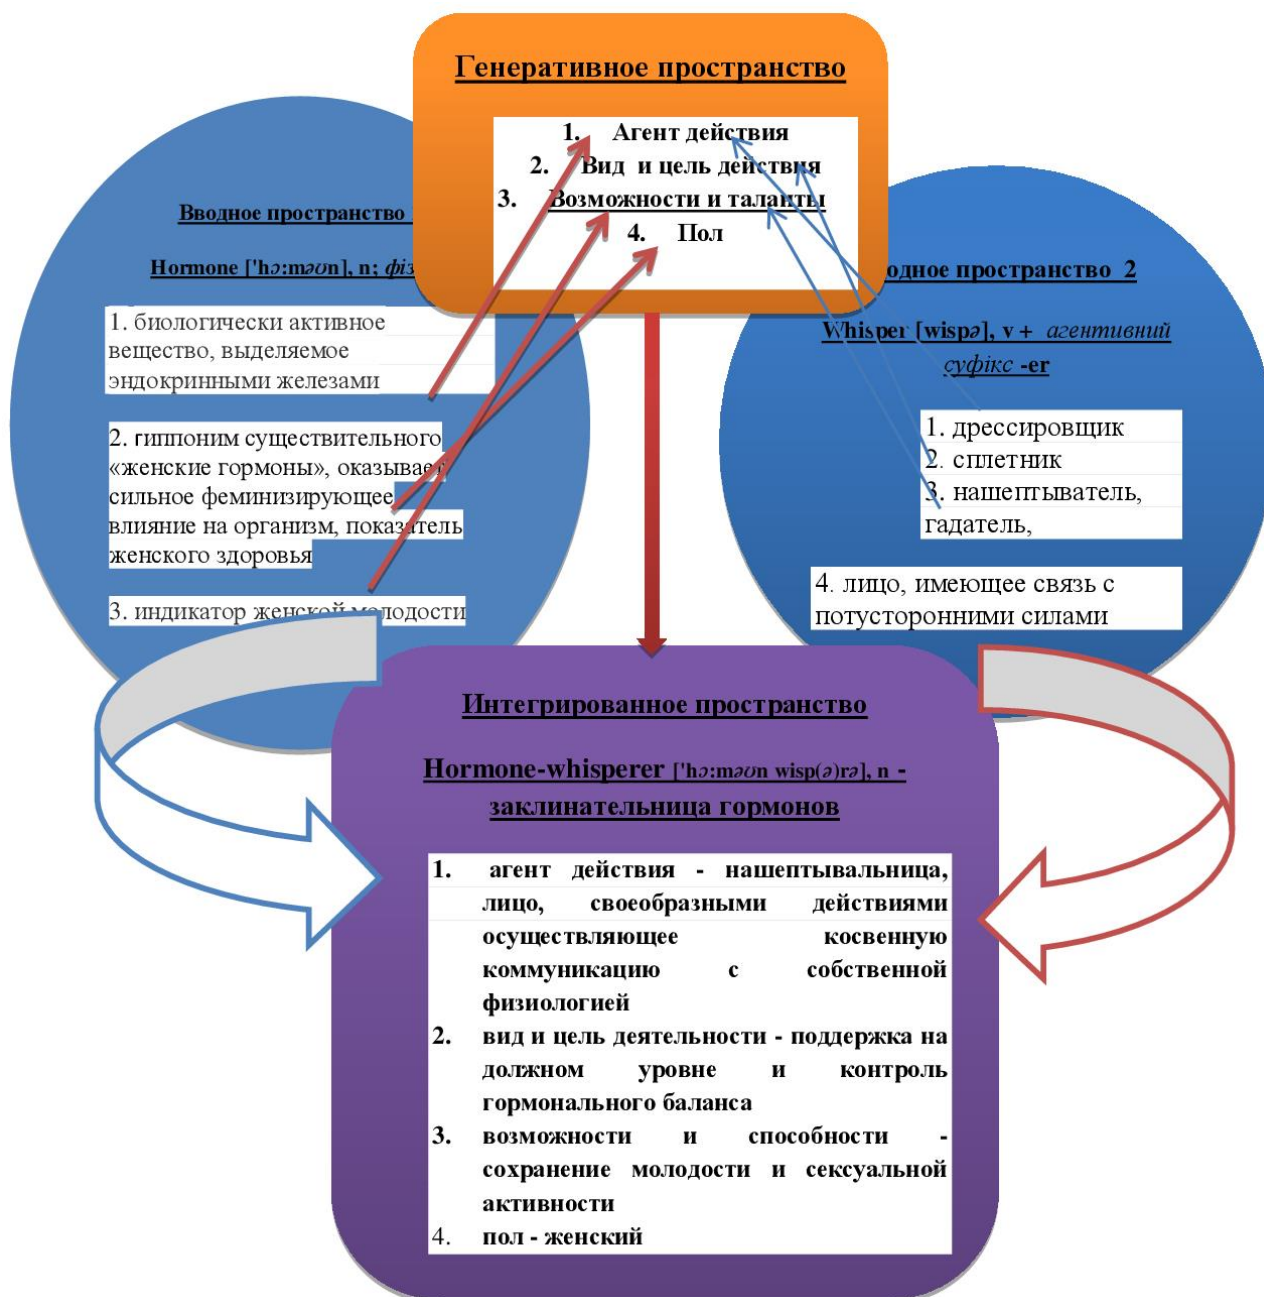 Генеративное пространство
1. Агент действия
2. Вид и цель действия
3. Возможности и таланты
4. Пол
Вводное пространство
Hormone ['hɔ:məʊn], n; фіз
1. биологически активное
вещество, выделяемое
эндокринными железами
2. гиппоним существительного
«женские гормоны», оказывает
сильное феминизирующее
влияние на организм, показатель
женского здоровья
3. индикатор женской молодости
одное пространство 2
Whisper [wispə], v + агентивний
суфікс -er
1. дрессировщик
2. сплетник
3. нашептыватель,
гадатель,
4. лицо, имеющее связь с
потусторонними силами
Интегрированное пространство
Hormone-whisperer ['hɔ:məʊn wisp(ə)rə], n -
заклинательница гормонов
1. агент действия - нашептывальница,
лицо, своеобразными действиями
осуществляющее косвенную
коммуникацию с собственной
физиологией
2. вид и цель деятельности - поддержка на
должном уровне и контроль
гормонального баланса
3. возможности и способности -
сохранение молодости и сексуальной
активности
4. пол - женский